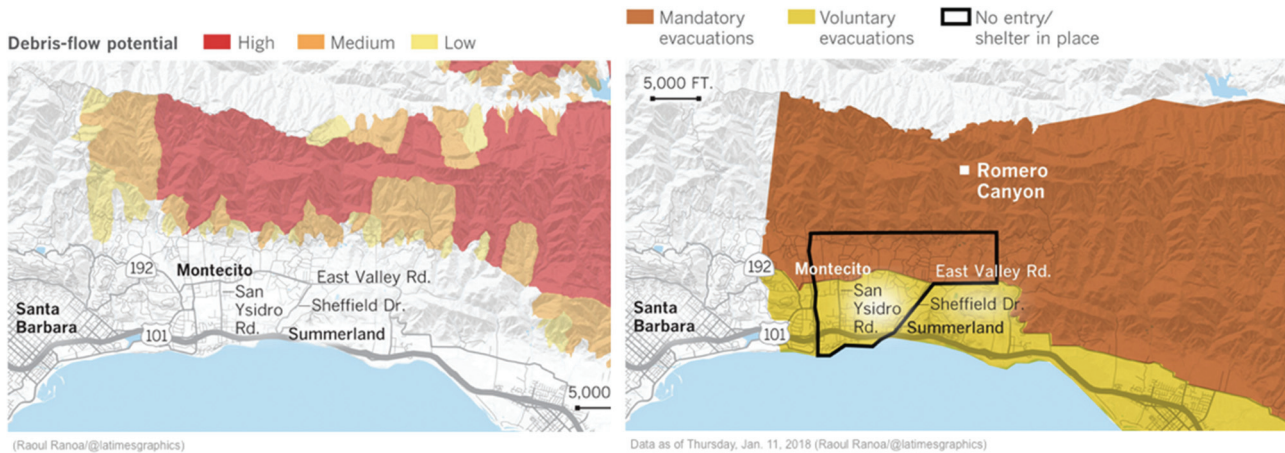 Debris-flow potential High Medium Low
192
Montecito
East Valley Rd.
San
Ysidro
Rd.
Sheffield Dr.
Santa
Barbara
101
Summerland
5,000
(Raoul Ranoa/@latimesgraphics)
Mandatory
evacuations
Voluntary
evacuations
No entry/
shelter in place
5,000 FT.
Romero
Canyon
192
Montecito
East Valley Rd.
San
Ysidro
Rd.
Sheffield Dr.
Santa
Barbara
101
Summerland
Data as of Thursday, Jan. 11, 2018 (Raoul Ranoa/@latimesgraphics)